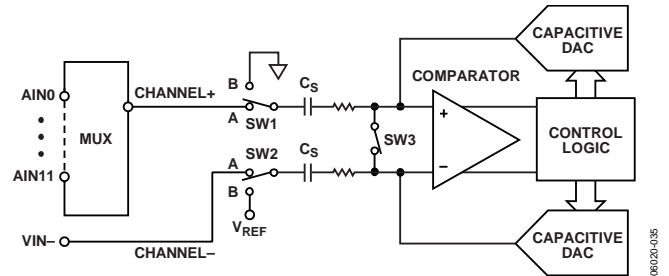 CAPACITIVE
DAC
B
CHANNEL+
CS
COMPARATOR
AIN0
A
SW1
+
MUX
SW3
CONTROL
LOGIC
SW2
A
CS
–
AIN11
B
VIN–
VREF
CHANNEL–
CAPACITIVE
DAC
06020-035